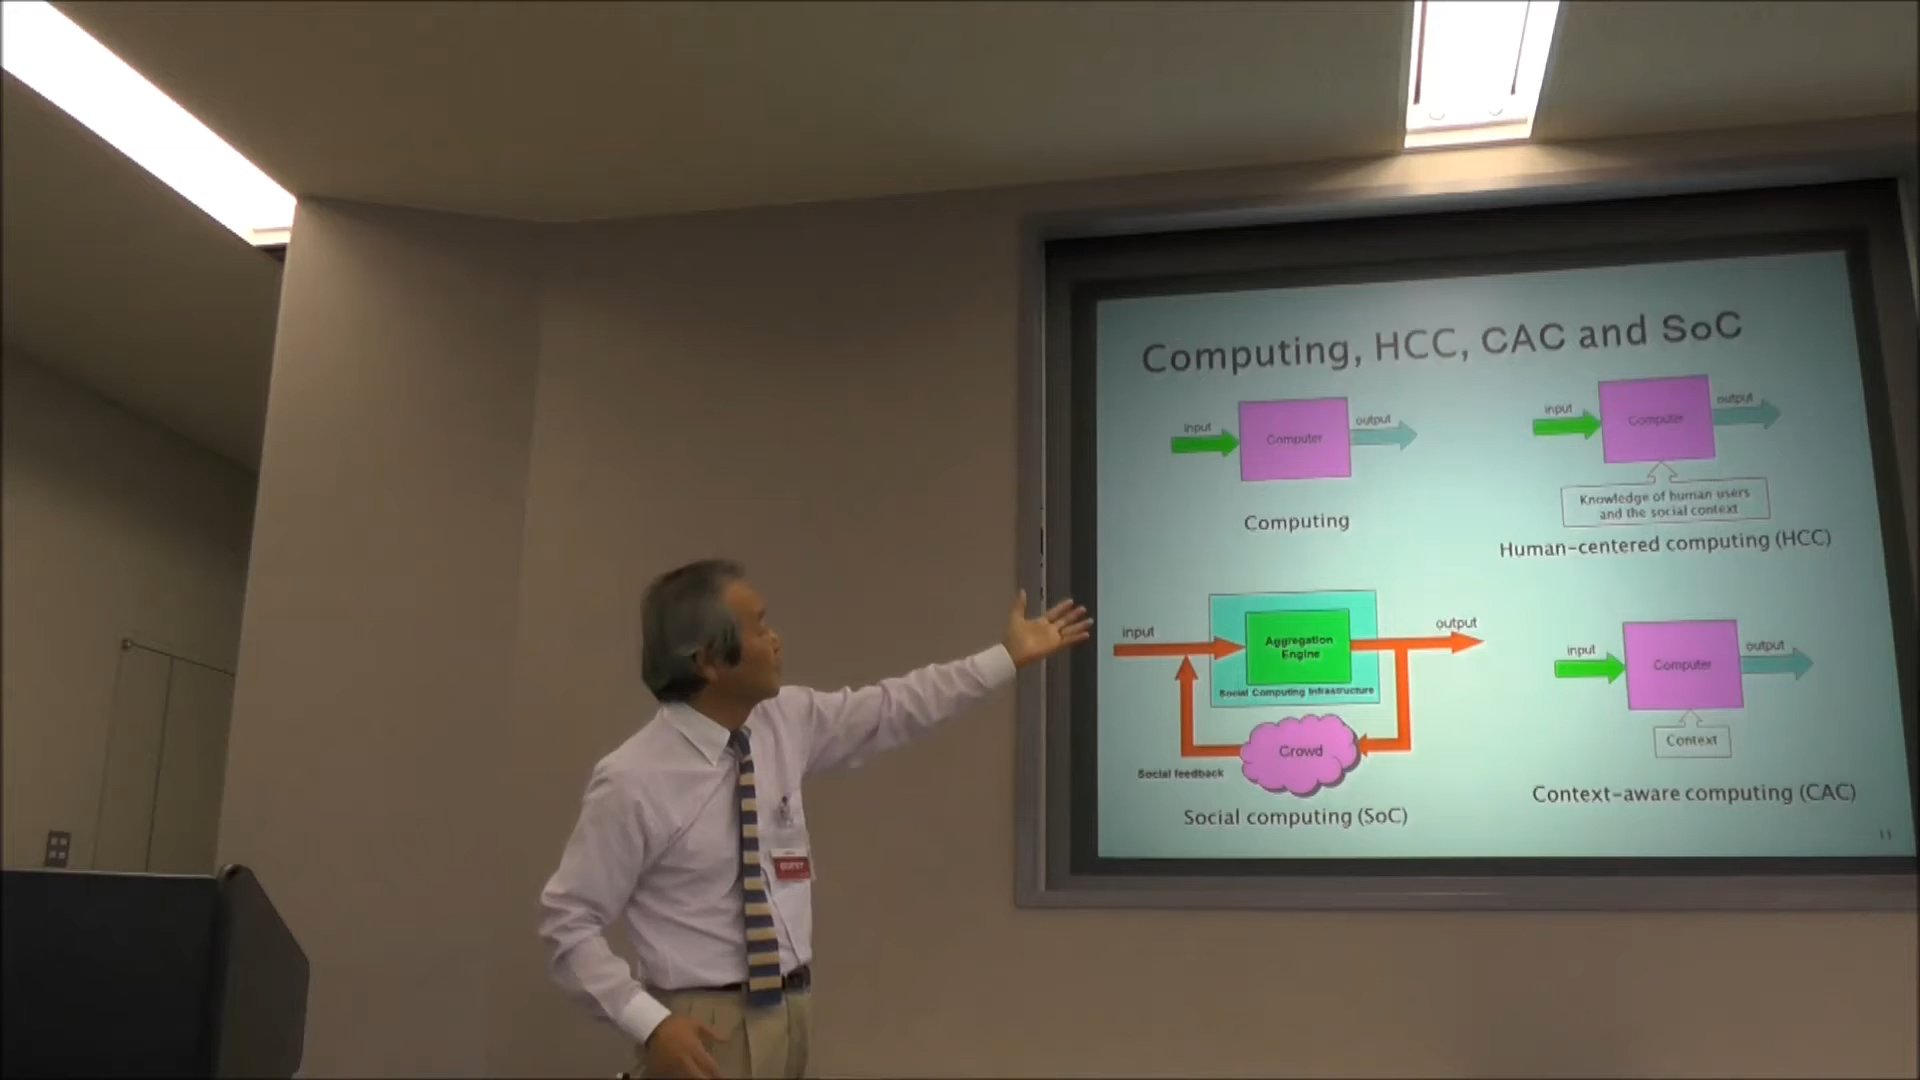 Computing, HCC, CAC and SoC
input
Computer
output
Computing
input
Computer
output
Knowledge of human users
and the social context
Human-centered computing (HCC)
input
Aggregation
Engine
output
Social Computing Infrastructure
Crowd
Social feedback
Social computing (SoC)
input
Computer
output
Context
Context-aware computing (CAC)
11
GUEST